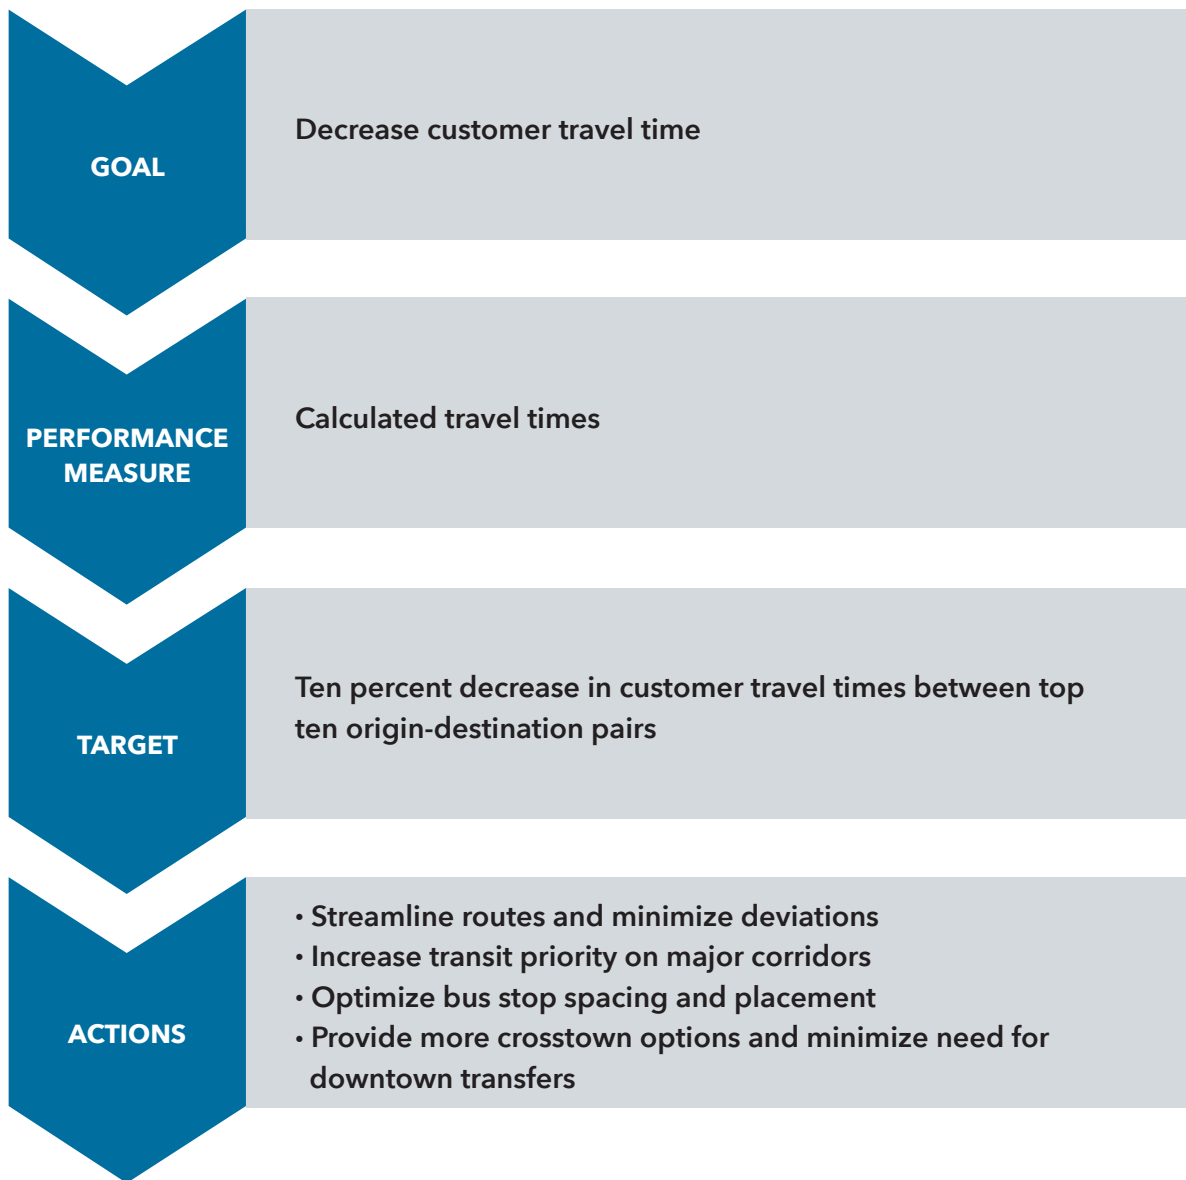 GOAL
Decrease customer travel time
PERFORMANCE
MEASURE
Calculated travel times
TARGET
Ten percent decrease in customer travel times between top
ten origin-destination pairs
ACTIONS
• Streamline routes and minimize deviations
• Increase transit priority on major corridors
• Optimize bus stop spacing and placement
• Provide more crosstown options and minimize need for
downtown transfers